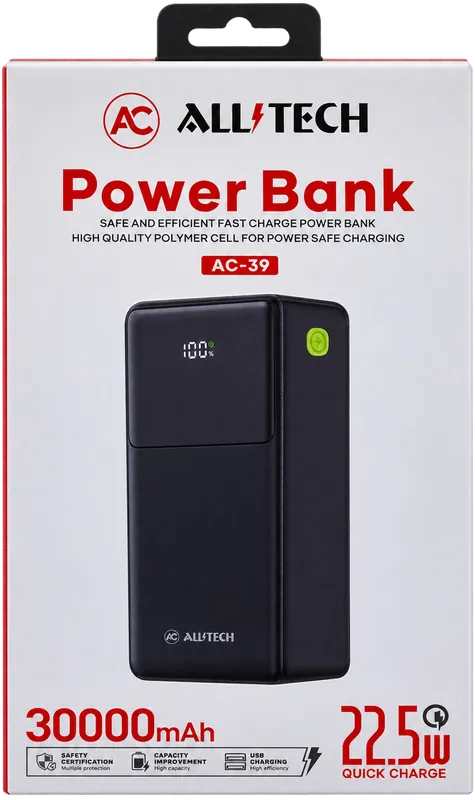 AC ALL TECH
Power Bank
SAFE AND EFFICIENT FAST CHARGE POWER BANK
HIGH QUALITY POLYMER CELL FOR POWER SAFE CHARGING
AC-39
100%
AC ALLTECH
30000mAh
22.5W
QUICK CHARGE
SAFETY CERTIFICATION
Multiple protection
CAPACITY IMPROVEMENT
High capacity
USB CHARGING
High efficiency